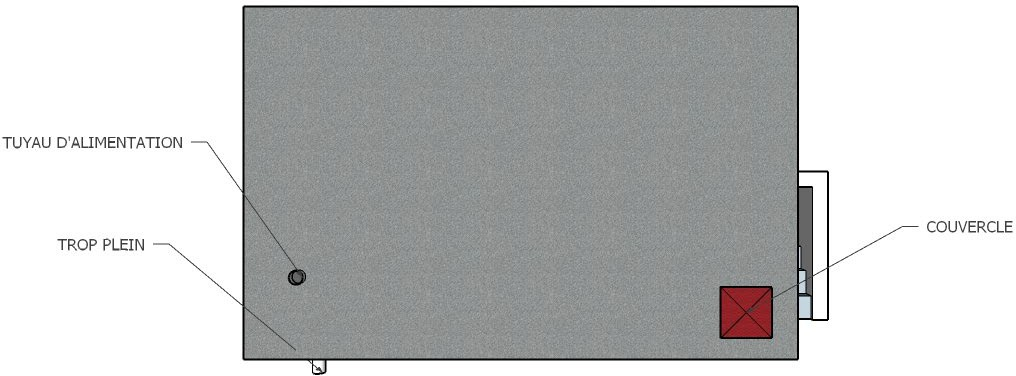 TUYAU D'ALIMENTATION
TROP PLEIN
COUVERCLE